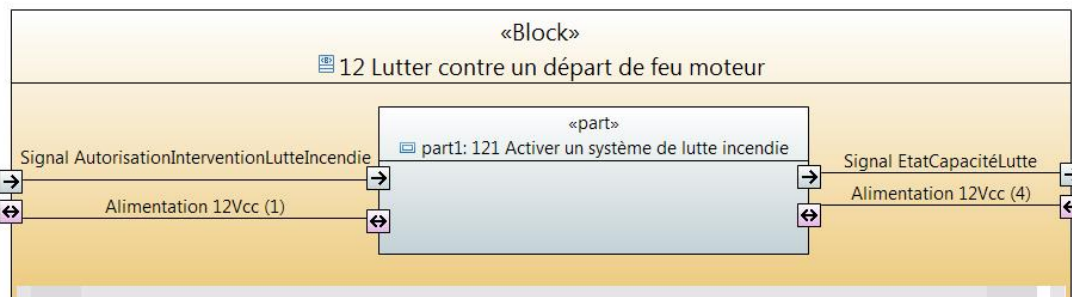 «Block»
12 Lutter contre un départ de feu moteur
«part»
part1: 121 Activer un système de lutte incendie
Signal AutorisationInterventionLutteIncendie
Signal EtatCapacitéLutte
Alimentation 12Vcc (1)
Alimentation 12Vcc (4)